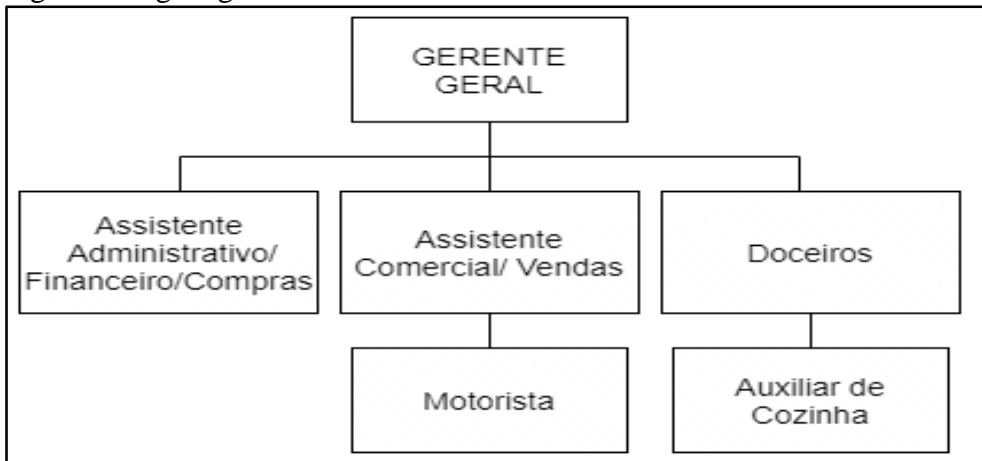 GERENTE
GERAL
Assistente
Administrativo/
Financeiro/Compras
Assistente
Comercial/ Vendas
Doceiros
Motorista
Auxiliar de
Cozinha